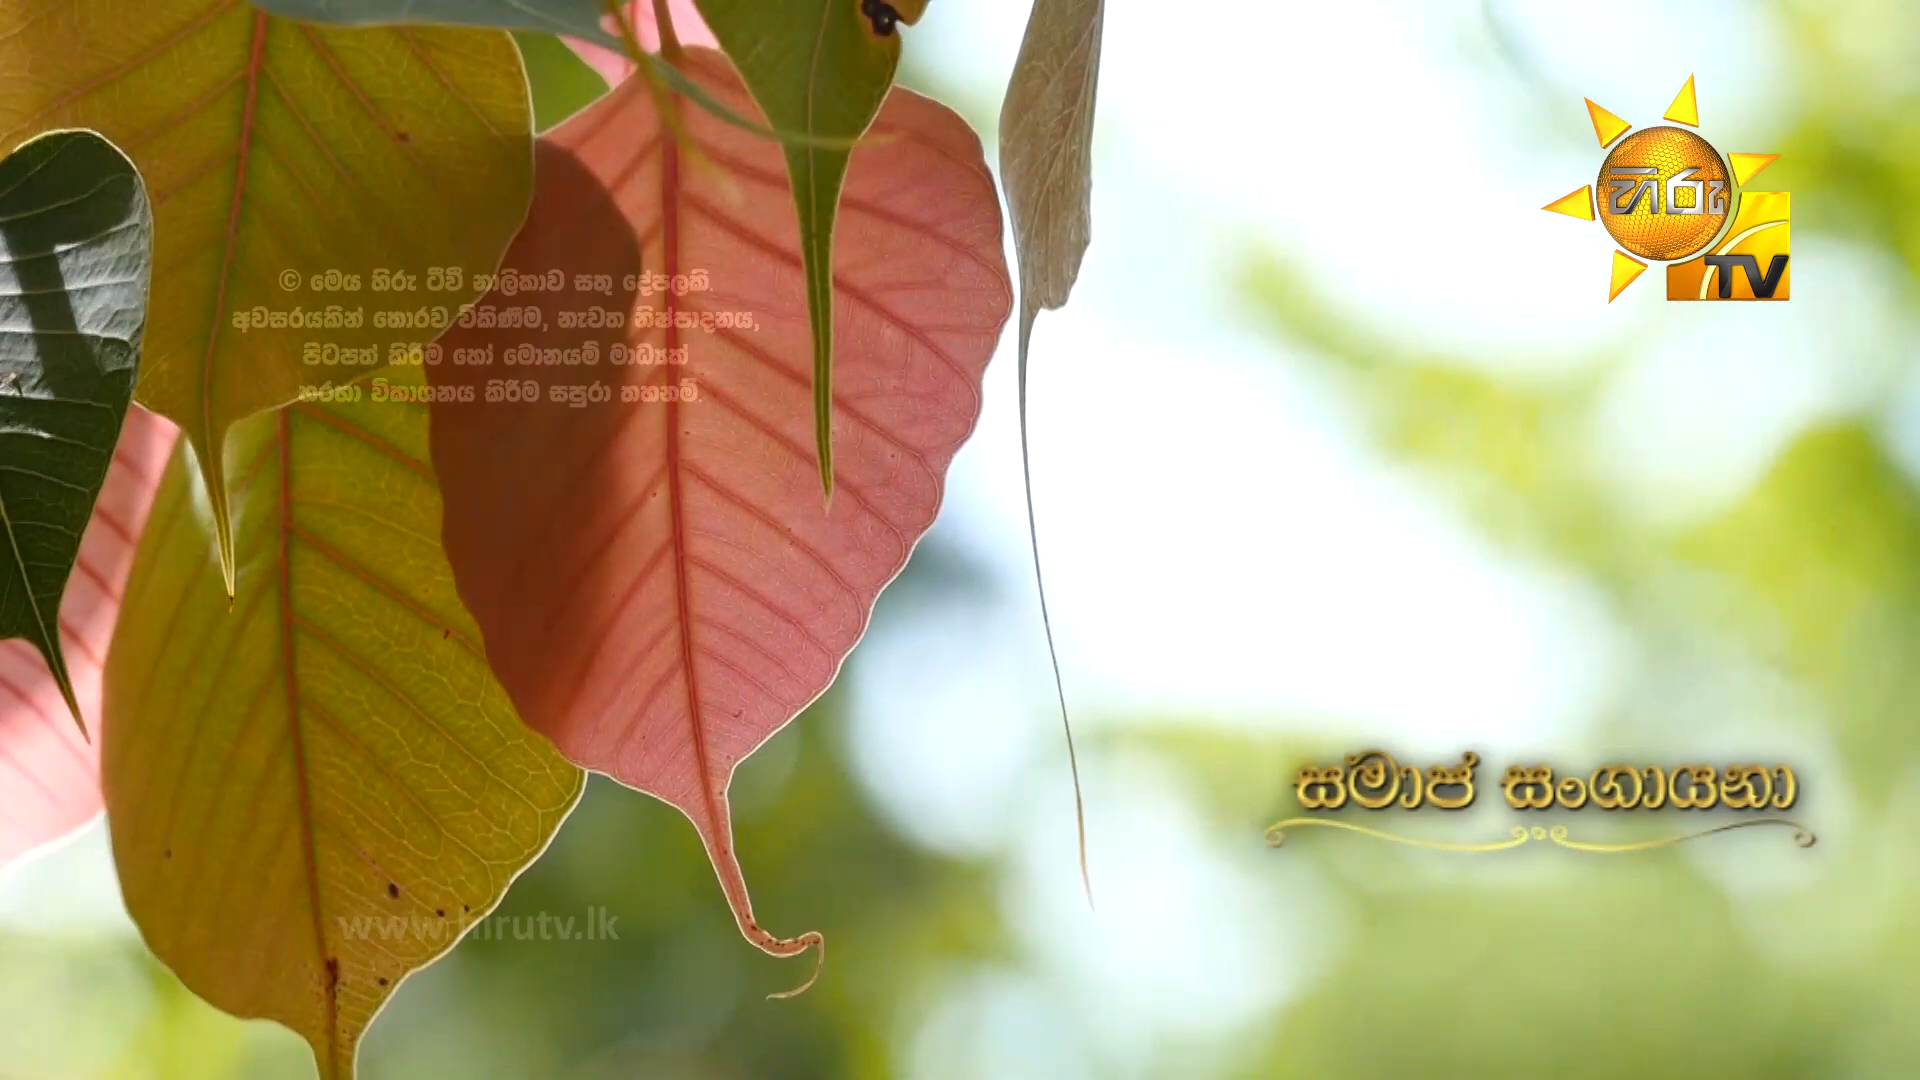 හිරු
TV
© මෙය හිරු ටීවී නාලිකාව සතු දේපලකි.
අවසරයකින් තොරව විකිණීම, නැවත නිෂ්පාදනය,
පිටපත් කිරීම හෝ මොනයම් මාධ්‍යක්
හරහා විකාශනය කිරීම සපුරා තහනම්.
සමාජ සංගායනා
www.hirutv.lk